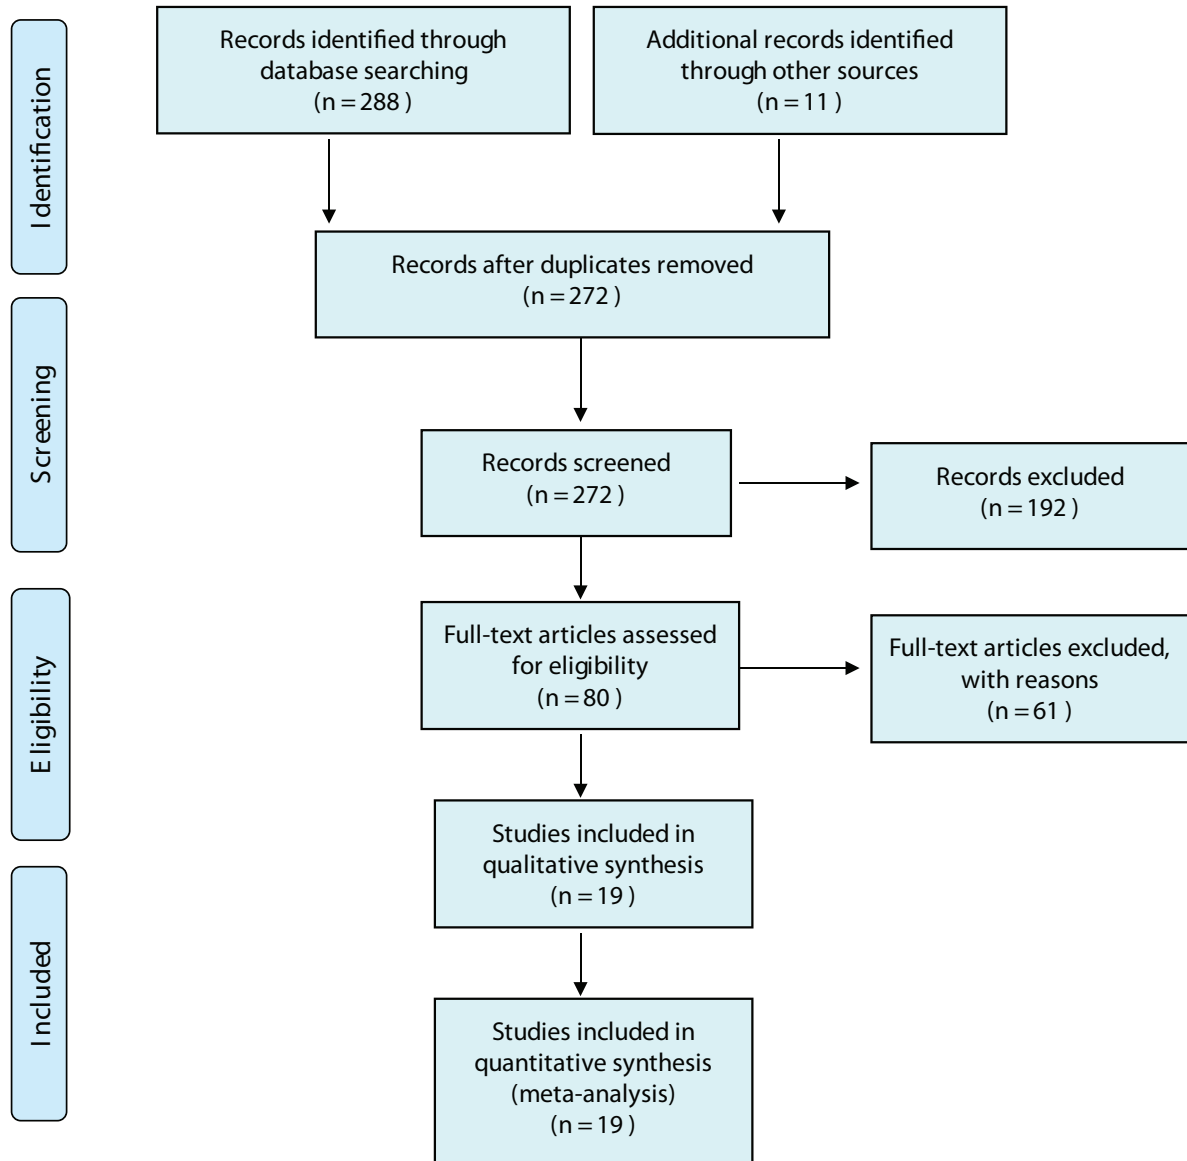 Identification
Records identified through
database searching
(n = 288 )
Additional records identified
through other sources
(n = 11 )
Records after duplicates removed
(n = 272 )
Screening
Records screened
(n = 272 )
Records excluded
(n = 192 )
Eligibility
Full-text articles assessed
for eligibility
(n = 80 )
Full-text articles excluded,
with reasons
(n = 61 )
Studies included in
qualitative synthesis
(n = 19 )
Included
Studies included in
quantitative synthesis
(meta-analysis)
(n = 19 )